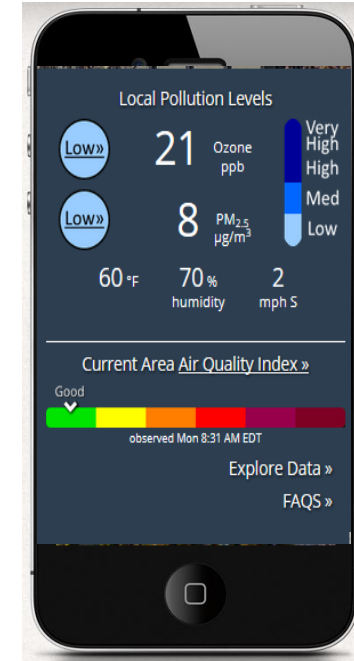 Local Pollution Levels
Low»
21 Ozone
ppb
Low»
8 PM2.5
µg/m3
Very
High
High
Med
Low
60 °F 70 % 2
humidity mph S
Current Area Air Quality Index »
Good
observed Mon 8:31 AM EDT
Explore Data »
FAQS »